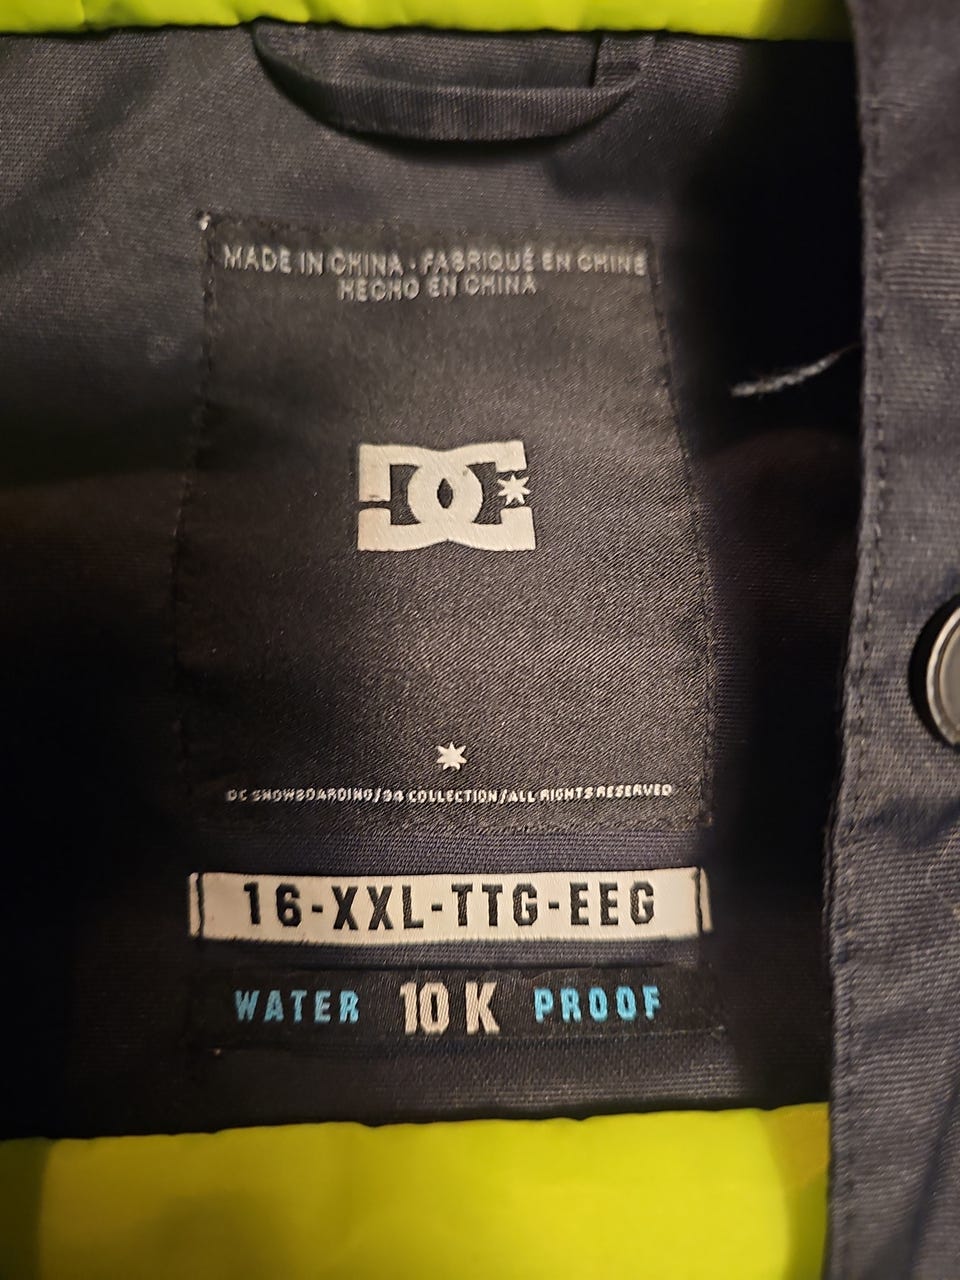 MADE IN CHINA · FABRIQUÉ EN CHINE
HECHO EN CHINA
DC
DC SNOWBOARDING/94 COLLECTION/ALL RIGHTS RESERVED
16-XXL-TTG-EEG
WATER 10K PROOF